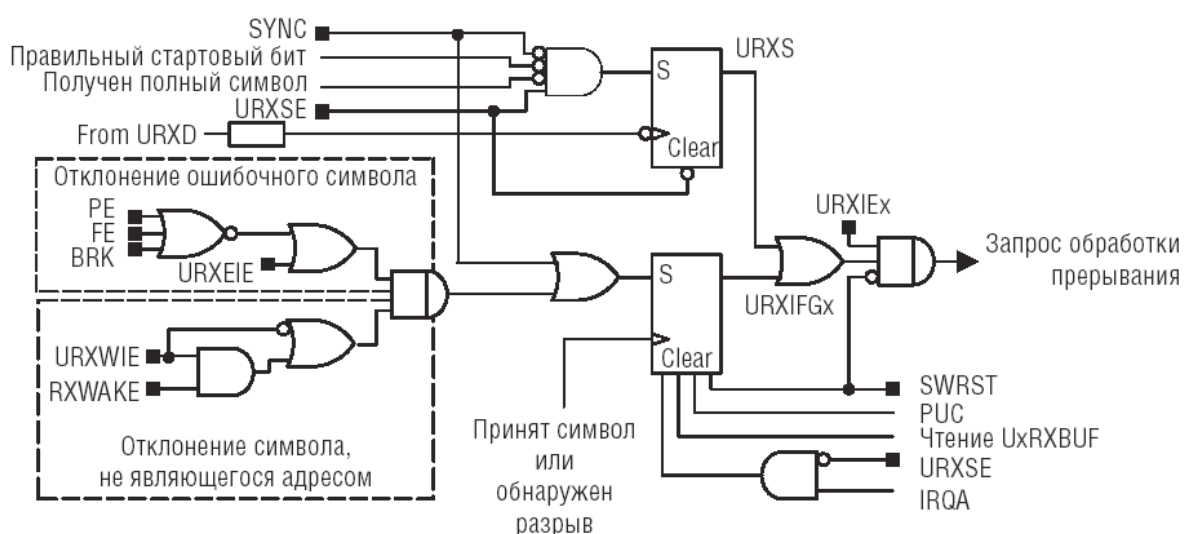 SYNC
Правильный стартовый бит
Получен полный символ
URXSE
From URXD
URXS
S
Clear
Отклонение ошибочного символа
PE
FE
BRK
URXEIE
URXWIE
RXWAKE
Отклонение символа,
не являющегося адресом
S
Clear
Принят символ
или
обнаружен
разрыв
URXIFGx
URXIEx
Запрос обработки
прерывания
SWRST
PUC
Чтение UxRXBUF
URXSE
IRQA